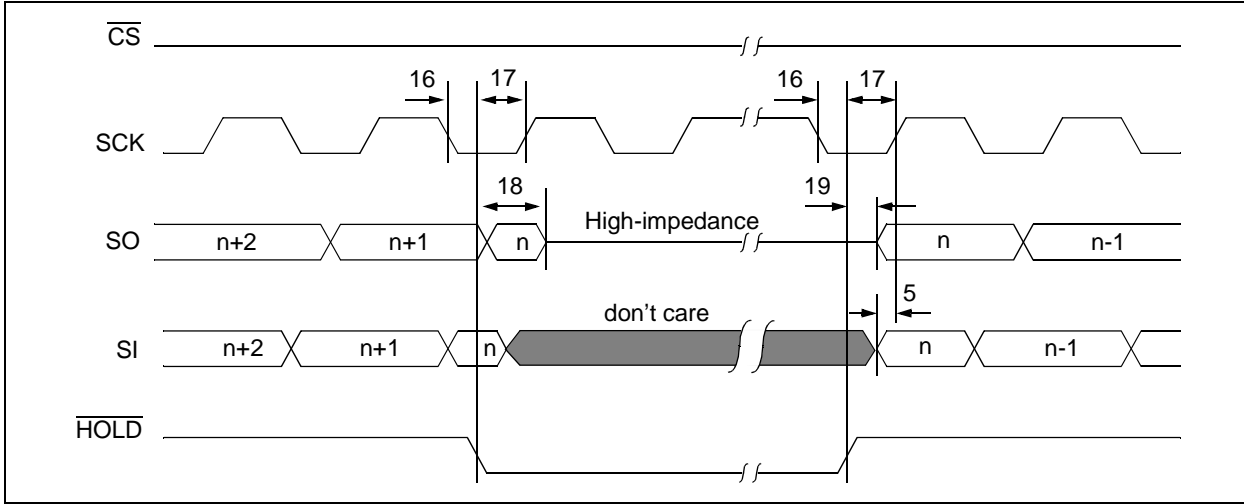 CS
16 17 16 17
SCK
18 19
High-impedance
SO n+2 n+1 n n n-1
5
don't care
SI n+2 n+1 n n n-1
HOLD